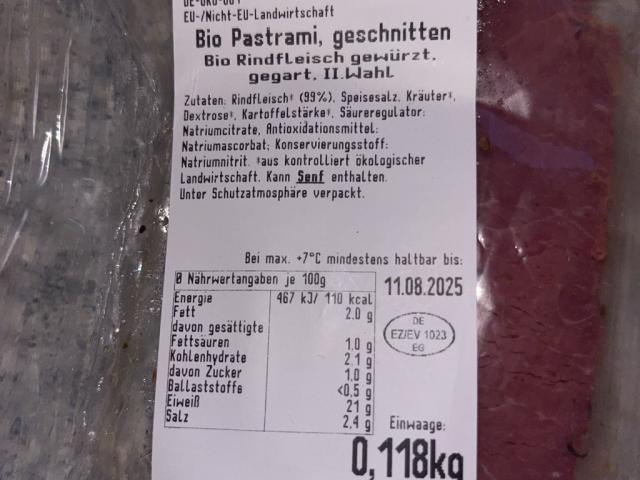 DE-ÖKO-001
EU-/Nicht-EU-Landwirtschaft
Bio Pastrami, geschnitten
Bio Rindfleisch gewürzt,
gegart, II.Wahl
Zutaten: Rindfleisch* (99%), Speisesalz, Kräuter*,
Dextrose*, Kartoffelstärke*, Säureregulator:
Natriumcitrate, Antioxidationsmittel:
Natriumascorbat; Konservierungsstoff:
Natriumnitrit. *aus kontrolliert ökologischer
Landwirtschaft. Kann Senf enthalten.
Unter Schutzatmosphäre verpackt.
Bei max. +7°C mindestens haltbar bis:
Ø Nährwertangaben je 100g 11.08.2025
Energie 467 kJ/ 110 kcal
Fett 2.0 g
davon gesättigte
Fettsäuren 1,0 g
Kohlenhydrate 2.1 g
davon Zucker 1,0 g
Ballaststoffe <0,5 g
Eiweiß 21 g
Salz 2,4 g
DE
EZ/EV 1023
EG
Einwaage:
0,118kg